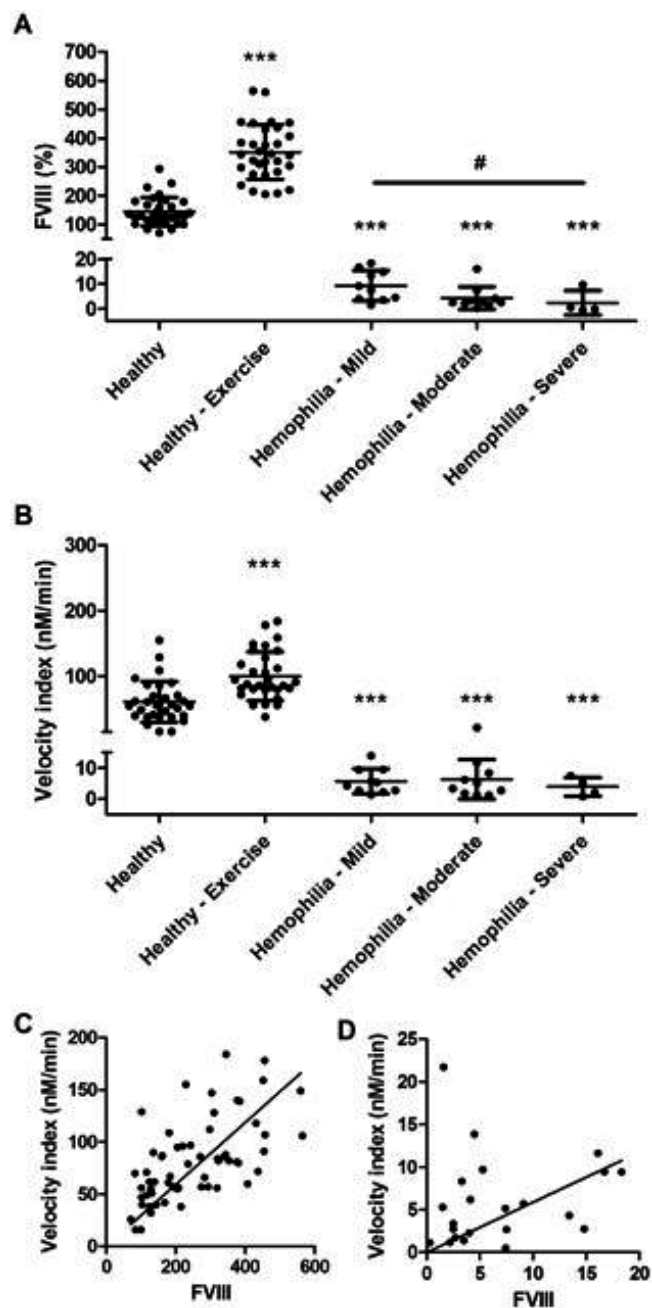 A
FVIII (%)
700
600
500
400
300
200
100
20
10
0
***
#
***
***
***
Healthy
Healthy - Exercise
Hemophilia - Mild
Hemophilia - Moderate
Hemophilia - Severe
B
Velocity index (nM/min)
300
200
100
10
0
***
***
***
***
Healthy
Healthy - Exercise
Hemophilia - Mild
Hemophilia - Moderate
Hemophilia - Severe
C
Velocity index (nM/min)
200
150
100
50
0
0 200 400 600
FVIII
D
Velocity index (nM/min)
25
20
15
10
5
0
0 5 10 15 20
FVIII